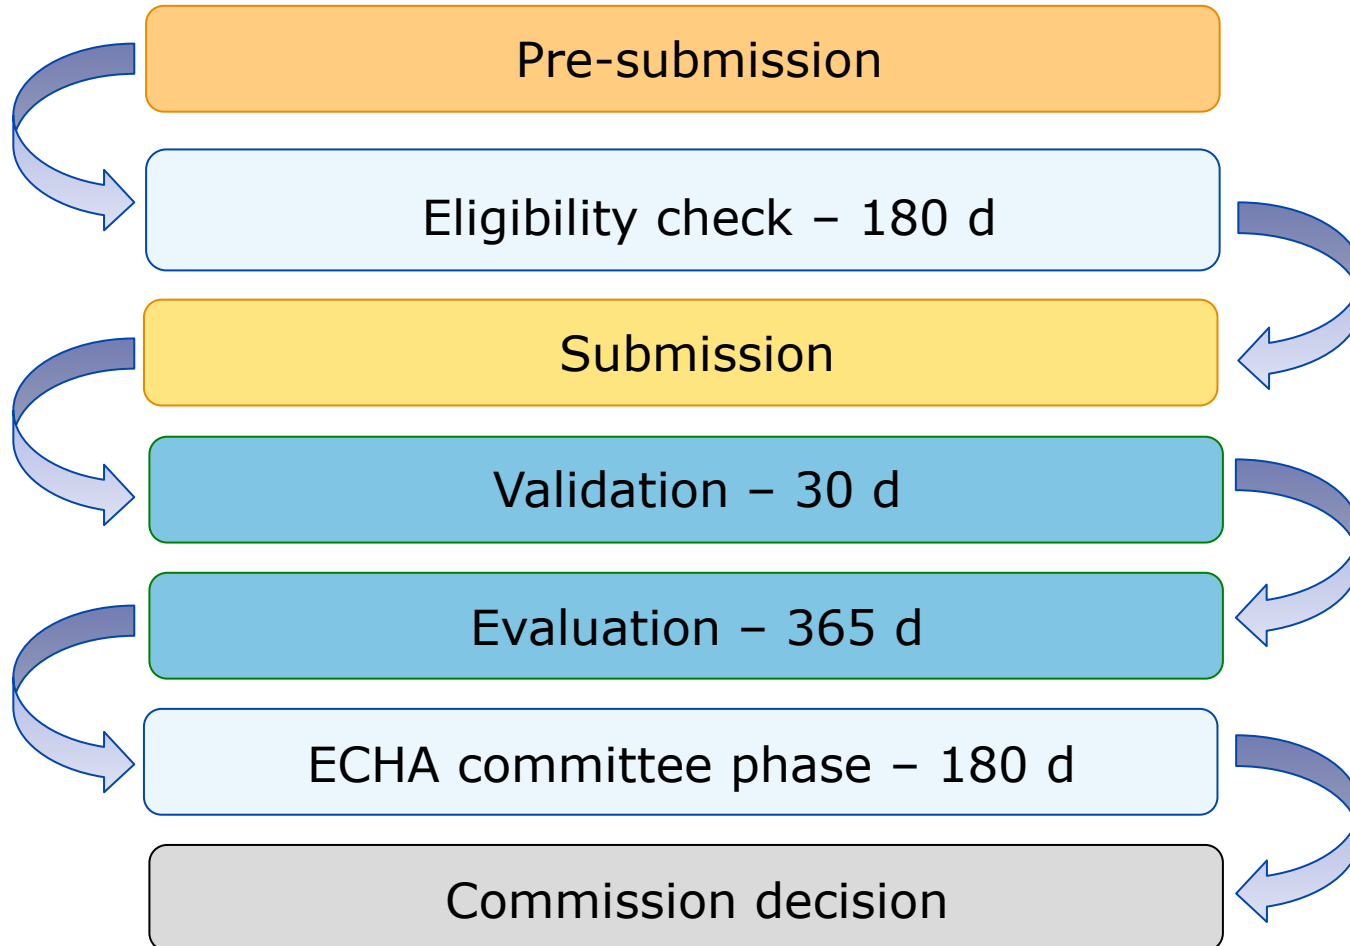 Pre-submission
Eligibility check – 180 d
Submission
Validation – 30 d
Evaluation – 365 d
ECHA committee phase – 180 d
Commission decision